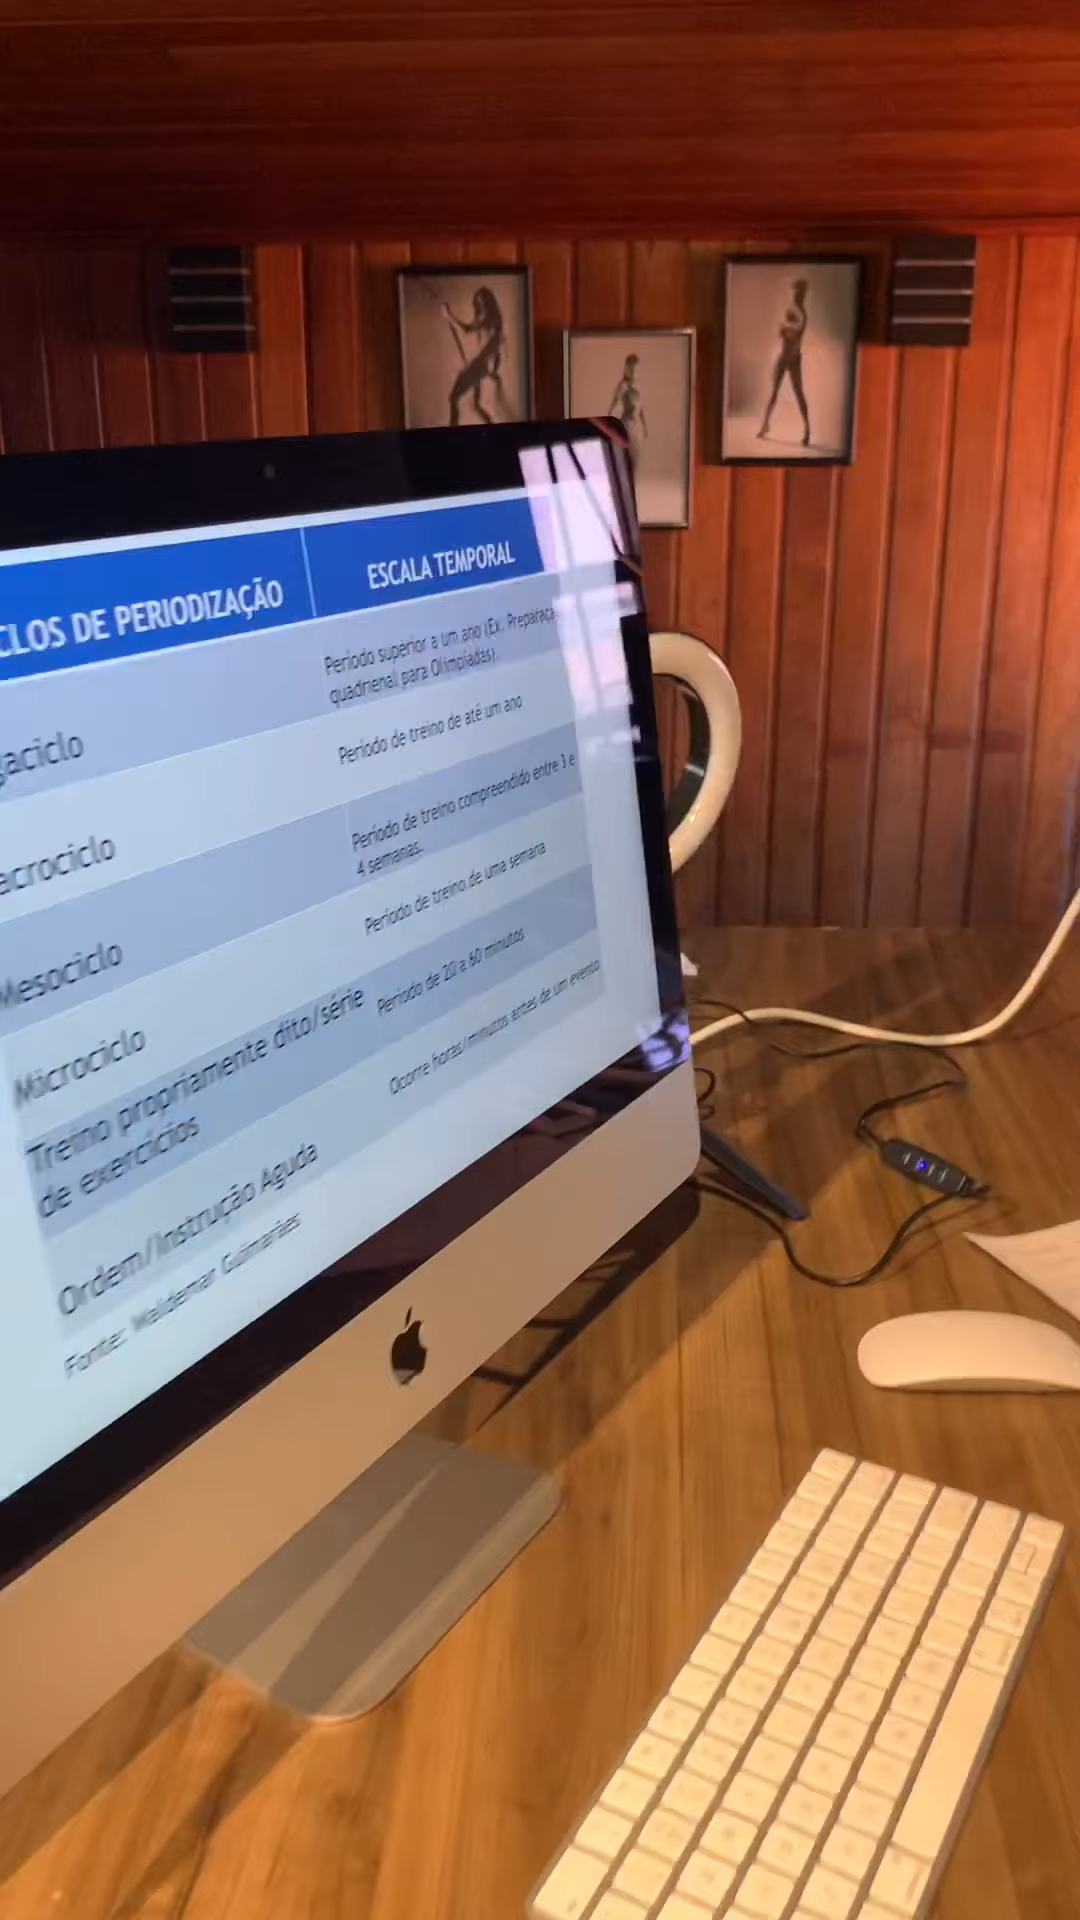 CLOS DE PERIODIZAÇÃO
ESCALA TEMPORAL
aciclo
Período superior a um ano (Ex. Preparaçã
quadrienal para Olimpíadas)
acrociclo
Período de treino de até um ano
Mesociclo
Período de treino compreendido entre 3 e
4 semanas.
Microciclo
Período de treino de uma semana
Treino propriamente dito/série
de exercícios
Período de 20 a 60 minutos
Ordem/Instrução Aguda
Ocorre horas/minutos antes de um evento
Fonte: Waldemar Guimarães